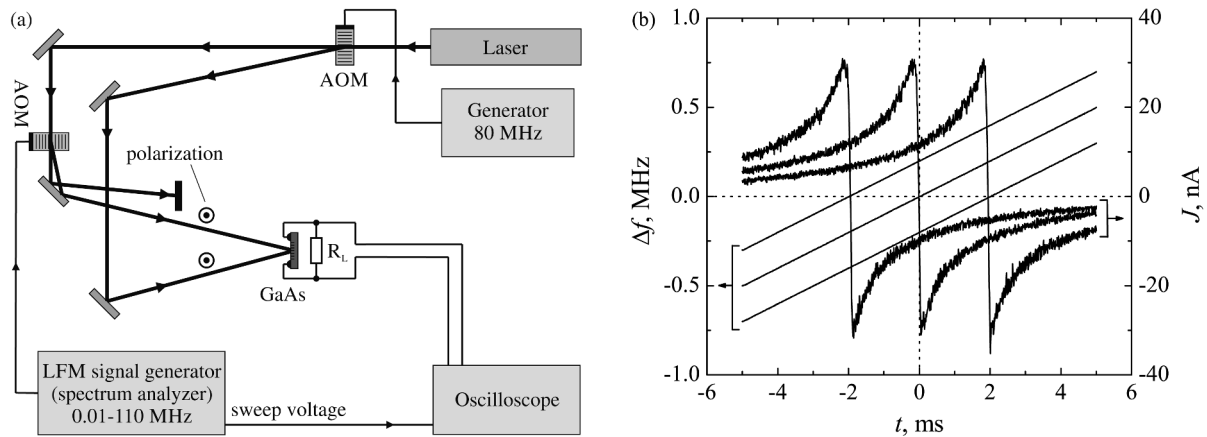 (a)
Laser
AOM
Generator
80 MHz
AOM
polarization
R_L
GaAs
LFM signal generator
(spectrum analyzer)
0.01-110 MHz
sweep voltage
Oscilloscope
(b)
1.0
0.5
0.0
-0.5
-1.0
Δf, MHz
40
20
0
-20
-40
J, nA
-6 -4 -2 0 2 4 6
t, ms